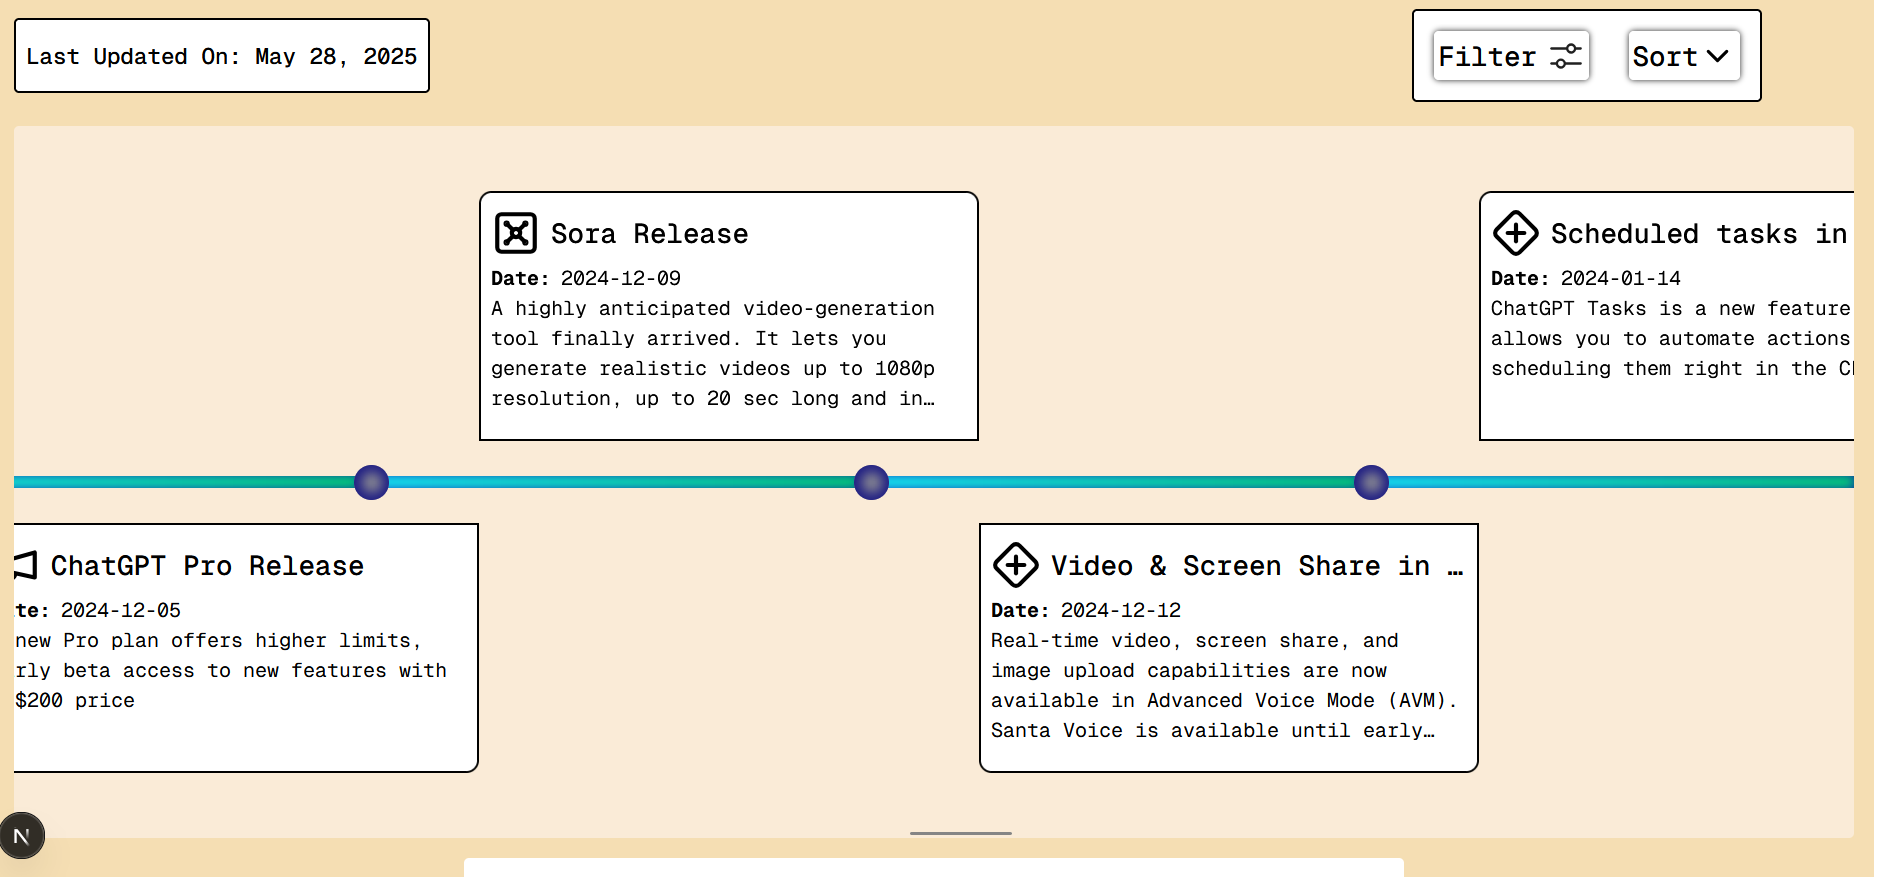 Last Updated On: May 28, 2025
Filter
Sort
Sora Release
Date: 2024-12-09
A highly anticipated video-generation
tool finally arrived. It lets you
generate realistic videos up to 1080p
resolution, up to 20 sec long and in…
Scheduled tasks in
Date: 2024-01-14
ChatGPT Tasks is a new feature
allows you to automate actions
scheduling them right in the
ChatGPT Pro Release
te: 2024-12-05
new Pro plan offers higher limits,
rly beta access to new features with
$200 price
Video & Screen Share in …
Date: 2024-12-12
Real-time video, screen share, and
image upload capabilities are now
available in Advanced Voice Mode (AVM).
Santa Voice is available until early…
N